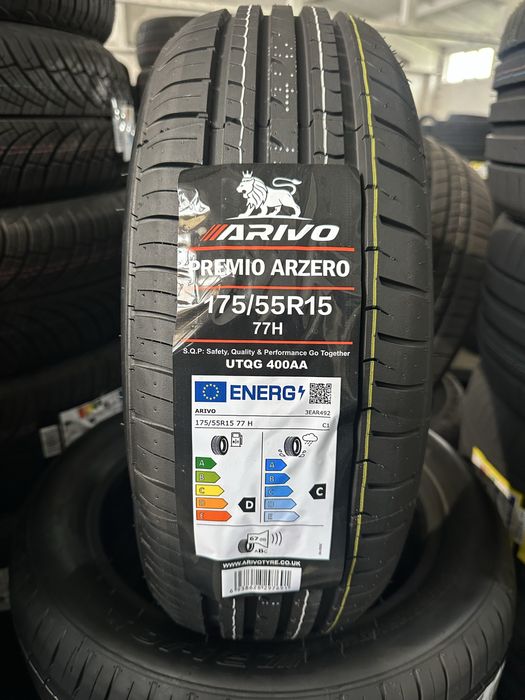 ARIVO
PREMIO ARZERO
175/55R15
77H
S.Q.P: Safety, Quality & Performance Go Together
UTQG 400AA
ENERG
ARIVO 3EAR492
175/55R15 77 H C1
A A
B B
C C C
D D D
E E
67 dB
ABC
WWW.ARIVOTYRE.CO.UK